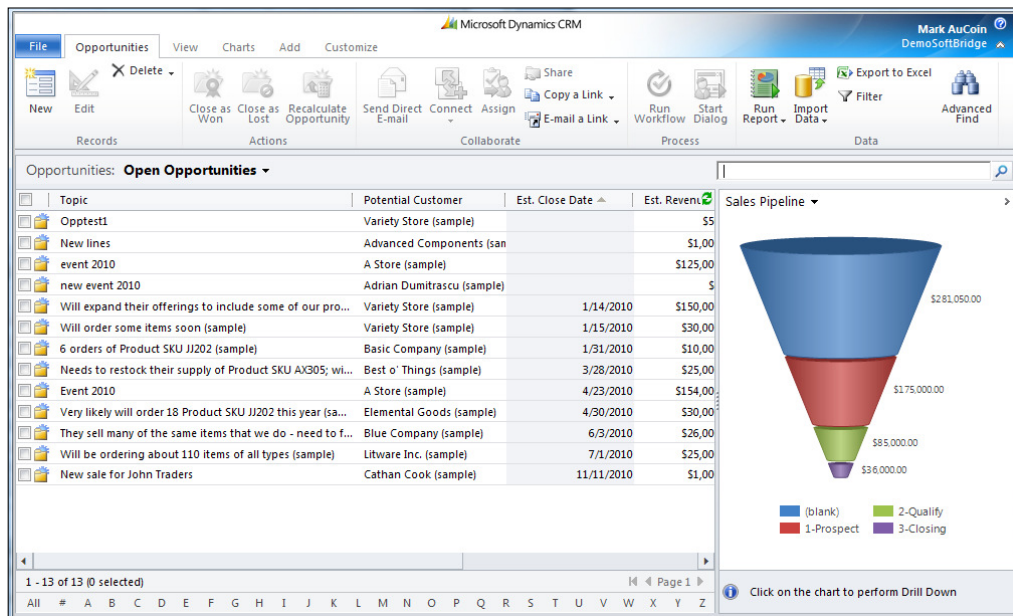 Microsoft Dynamics CRM
Mark AuCoin
DemoSoftBridge
File Opportunities View Charts Add Customize
New
Edit
Delete
Records
Close as Won
Close as Lost
Recalculate Opportunity
Actions
Send Direct E-mail
Connect
Assign
Share
Copy a Link
E-mail a Link
Collaborate
Run Workflow
Start Dialog
Process
Run Report
Import Data
Export to Excel
Filter
Advanced Find
Data
Opportunities: Open Opportunities
Topic Potential Customer Est. Close Date Est. Revenu
Opptest1 Variety Store (sample) $5
New lines Advanced Components (san $1,00
event 2010 A Store (sample) $125,00
new event 2010 Adrian Dumitrascu (sample) $
Will expand their offerings to include some of our pro... Variety Store (sample) 1/14/2010 $150,00
Will order some items soon (sample) Variety Store (sample) 1/15/2010 $30,00
6 orders of Product SKU JJ202 (sample) Basic Company (sample) 1/31/2010 $10,00
Needs to restock their supply of Product SKU AX305; wi... Best o' Things (sample) 3/28/2010 $25,00
Event 2010 A Store (sample) 4/23/2010 $154,00
Very likely will order 18 Product SKU JJ202 this year (sa... Elemental Goods (sample) 4/30/2010 $30,00
They sell many of the same items that we do - need to f... Blue Company (sample) 6/3/2010 $26,00
Will be ordering about 110 items of all types (sample) Litware Inc. (sample) 7/1/2010 $25,00
New sale for John Traders Cathan Cook (sample) 11/11/2010 $1,00
1 - 13 of 13 (0 selected) Page 1
All # A B C D E F G H I J K L M N O P Q R S T U V W X Y Z
Sales Pipeline
$281,050.00
$175,000.00
$85,000.00
$36,000.00
(blank) 2-Qualify
1-Prospect 3-Closing
Click on the chart to perform Drill Down